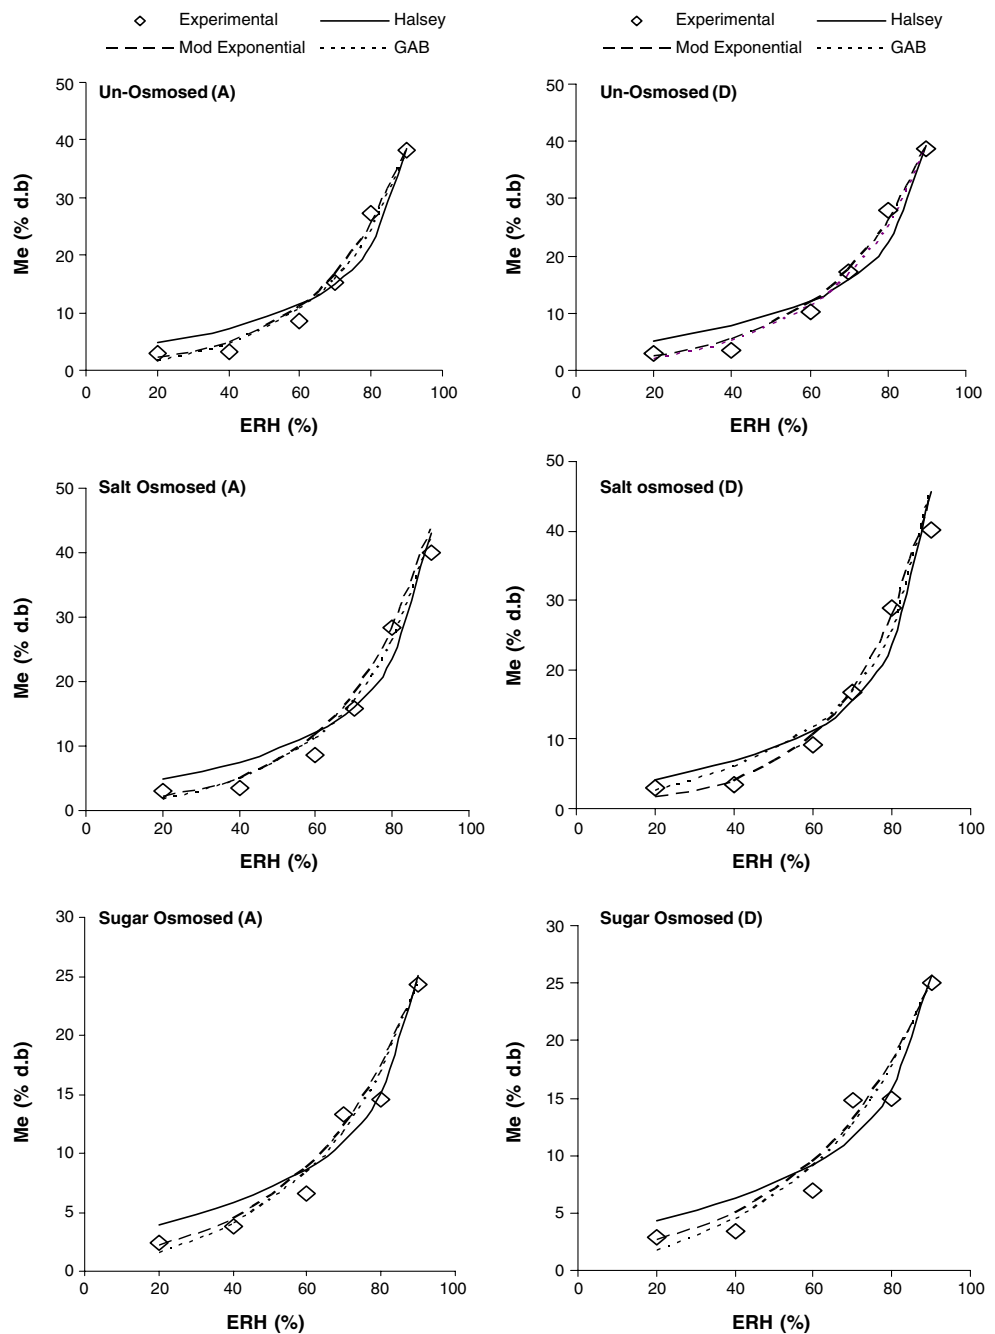 Experimental
Halsey
Mod Exponential
GAB
Experimental
Halsey
Mod Exponential
GAB
Un-Osmosed (A)
50
40
30
20
10
0
0 20 40 60 80 100
Me (% d.b)
ERH (%)
Un-Osmosed (D)
50
40
30
20
10
0
0 20 40 60 80 100
Me (% d.b)
ERH (%)
Salt Osmosed (A)
50
40
30
20
10
0
0 20 40 60 80 100
Me (% d.b)
ERH (%)
Salt osmosed (D)
50
40
30
20
10
0
0 20 40 60 80 100
Me (% d.b)
ERH (%)
Sugar Osmosed (A)
30
25
20
15
10
5
0
0 20 40 60 80 100
Me (% d.b)
ERH (%)
Sugar Osmosed (D)
30
25
20
15
10
5
0
0 20 40 60 80 100
Me (% d.b)
ERH (%)